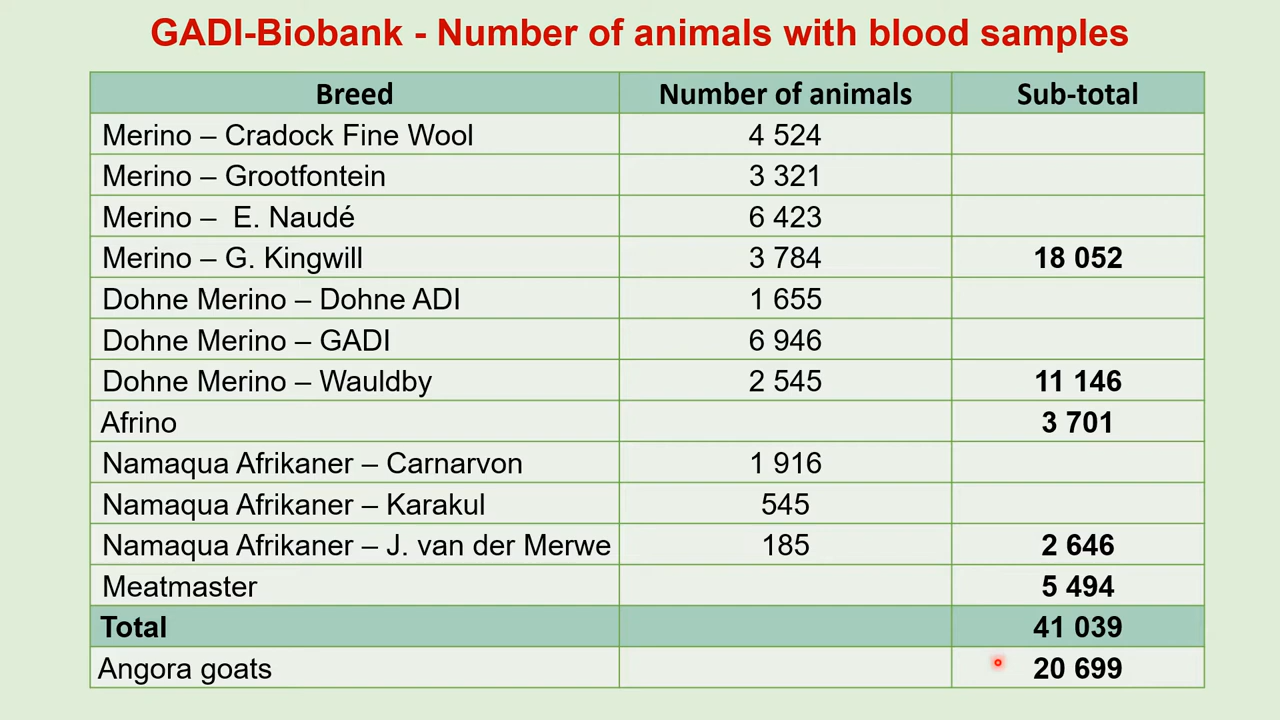 GADI-Biobank - Number of animals with blood samples
Breed Number of animals Sub-total
Merino – Cradock Fine Wool 4 524
Merino – Grootfontein 3 321
Merino – E. Naudé 6 423
Merino – G. Kingwill 3 784 18 052
Dohne Merino – Dohne ADI 1 655
Dohne Merino – GADI 6 946
Dohne Merino – Wauldby 2 545 11 146
Afrino 3 701
Namaqua Afrikaner – Carnarvon 1 916
Namaqua Afrikaner – Karakul 545
Namaqua Afrikaner – J. van der Merwe 185 2 646
Meatmaster 5 494
Total 41 039
Angora goats 20 699